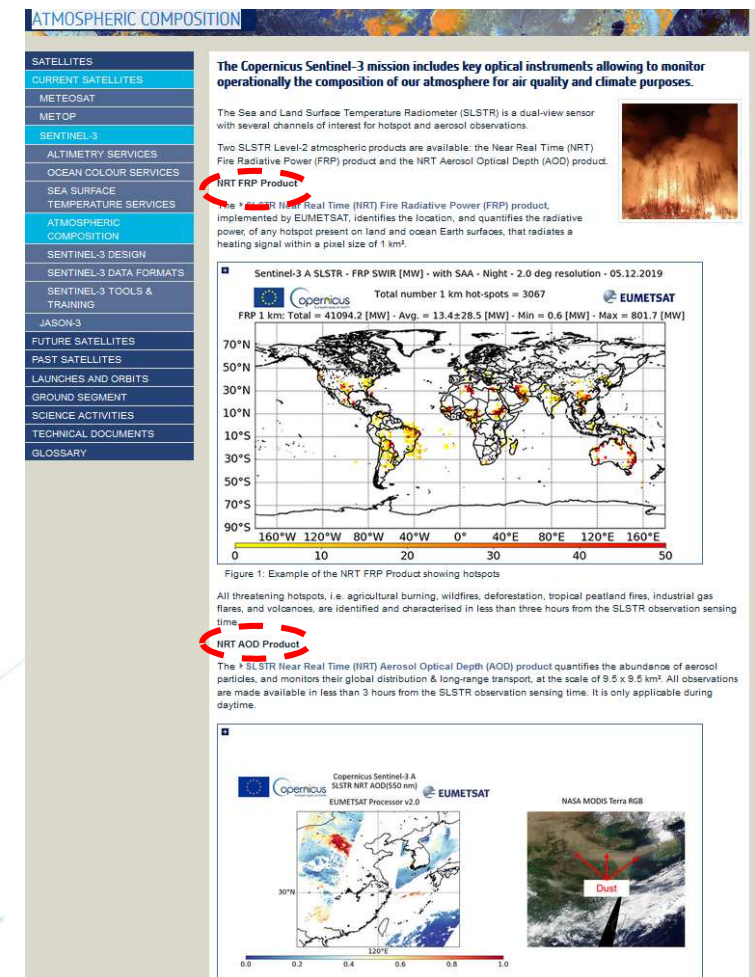 ATMOSPHERIC COMPOSITION
SATELLITES
CURRENT SATELLITES
METEOSAT
METOP
SENTINEL-3
ALTIMETRY SERVICES
OCEAN COLOUR SERVICES
SEA SURFACE
TEMPERATURE SERVICES
ATMOSPHERIC
COMPOSITION
SENTINEL-3 DESIGN
SENTINEL-3 DATA FORMATS
SENTINEL-3 TOOLS &
TRAINING
JASON-3
FUTURE SATELLITES
PAST SATELLITES
LAUNCHES AND ORBITS
GROUND SEGMENT
SCIENCE ACTIVITIES
TECHNICAL DOCUMENTS
GLOSSARY
The Copernicus Sentinel-3 mission includes key optical instruments allowing to monitor
operationally the composition of our atmosphere for air quality and climate purposes.
The Sea and Land Surface Temperature Radiometer (SLSTR) is a dual-view sensor
with several channels of interest for hotspot and aerosol observations.
Two SLSTR Level-2 atmospheric products are available: the Near Real Time (NRT)
Fire Radiative Power (FRP) product and the NRT Aerosol Optical Depth (AOD) product.
NRT FRP Product
The SLSTR Near Real Time (NRT) Fire Radiative Power (FRP) product,
implemented by EUMETSAT, identifies the location, and quantifies the radiative
power, of any hotspot present on land and ocean Earth surfaces, that radiates a
heating signal within a pixel size of 1 km².
Sentinel-3 A SLSTR - FRP SWIR [MW] - with SAA - Night - 2.0 deg resolution - 05.12.2019
Copernicus
Total number 1 km hot-spots = 3067
EUMETSAT
FRP 1 km: Total = 41094.2 [MW] - Avg. = 13.4±28.5 [MW] - Min = 0.6 [MW] - Max = 801.7 [MW]
70°N
50°N
30°N
10°N
10°S
30°S
50°S
70°S
90°S
160°W 120°W 80°W 40°W 0° 40°E 80°E 120°E 160°E
0 10 20 30 40 50
Figure 1: Example of the NRT FRP Product showing hotspots
All threatening hotspots, i.e. agricultural burning, wildfires, deforestation, tropical peatland fires, industrial gas
flares, and volcanoes, are identified and characterised in less than three hours from the SLSTR observation sensing
time.
NRT AOD Product
The SLSTR Near Real Time (NRT) Aerosol Optical Depth (AOD) product quantifies the abundance of aerosol
particles, and monitors their global distribution & long-range transport, at the scale of 9.5 x 9.5 km². All observations
are made available in less than 3 hours from the SLSTR observation sensing time. It is only applicable during
daytime.
Copernicus
Copernicus Sentinel-3 A
SLSTR NRT AOD(550 nm)
EUMETSAT Processor v2.0
EUMETSAT
NASA MODIS Terra RGB
Dust
30°N
120°E
0.0 0.2 0.4 0.6 0.8 1.0